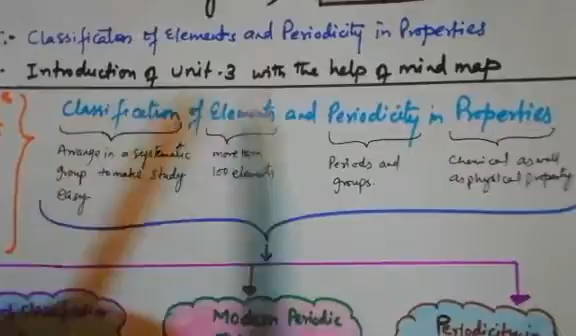 :- Classification of Elements and Periodicity in Properties
- Introduction of unit-3 with the help of mind map
Classification of Elements and Periodicity in Properties
Arrange in a systematic
group to make study
easy.
more than
100 elements
Periods and
groups.
Chemical as well
as physical property
Modern Periodic
Periodicity in